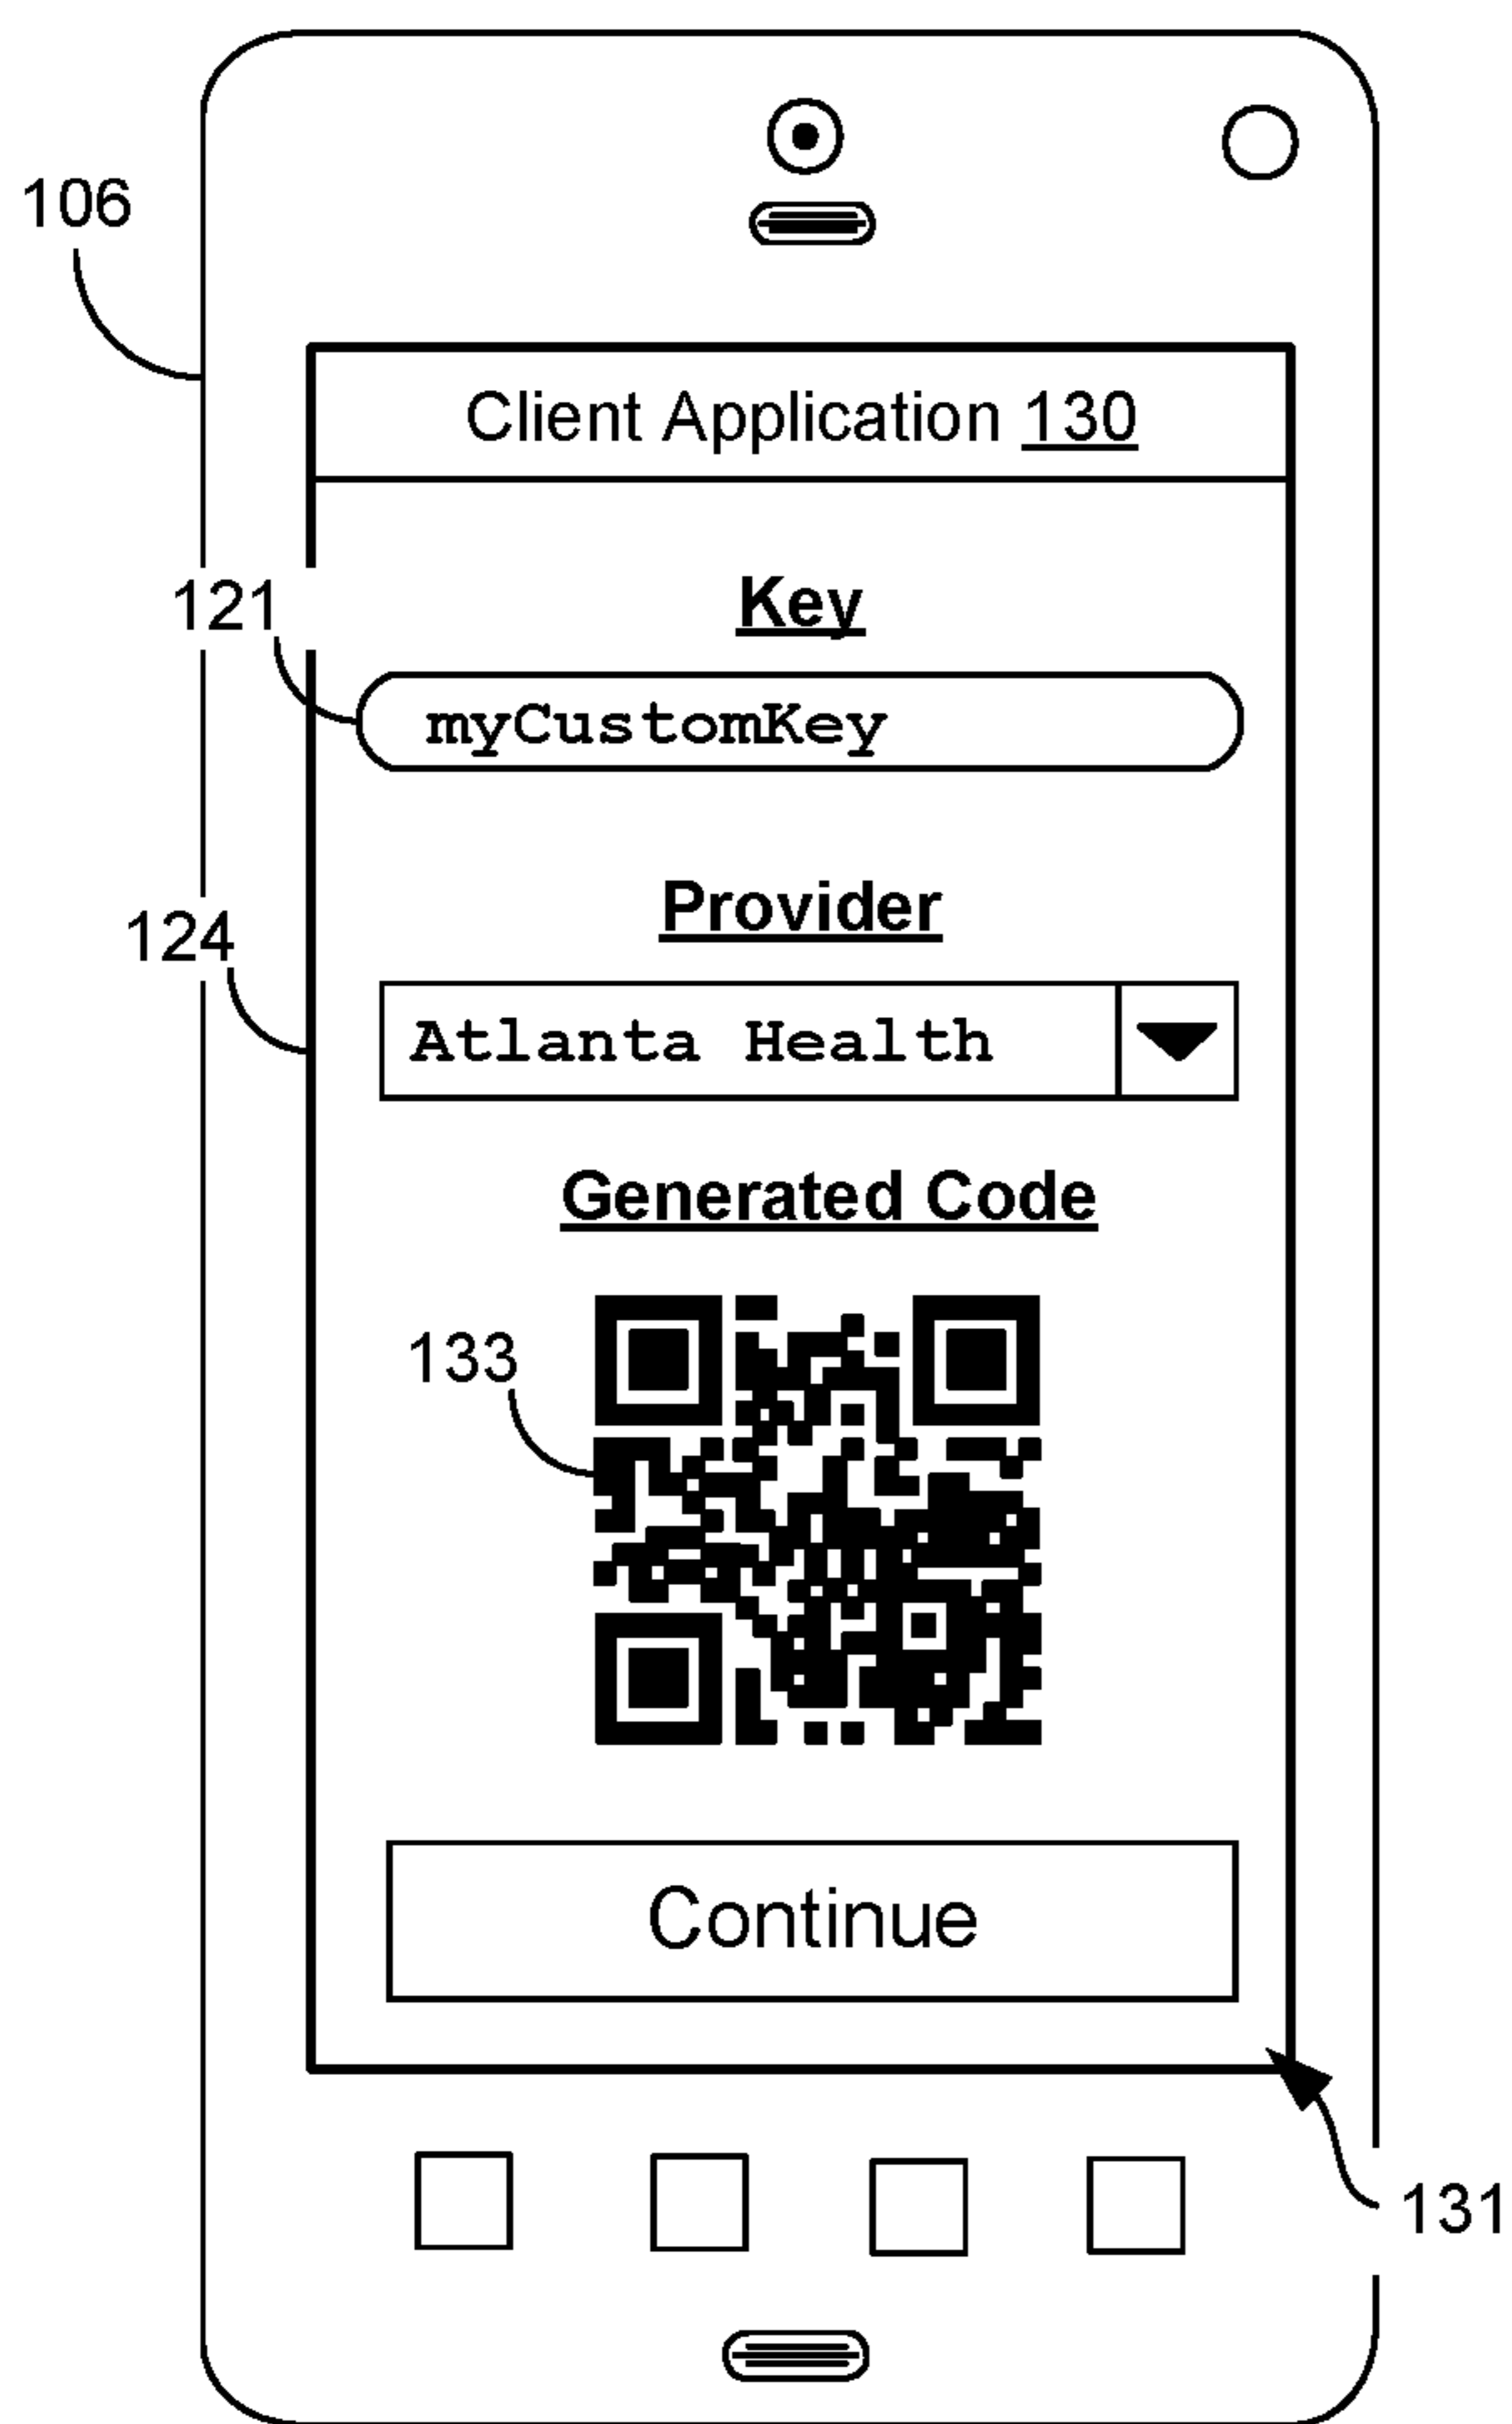 106
Client Application 130
121
Key
myCustomKey
Provider
124
Atlanta Health
Generated Code
133
Continue
131